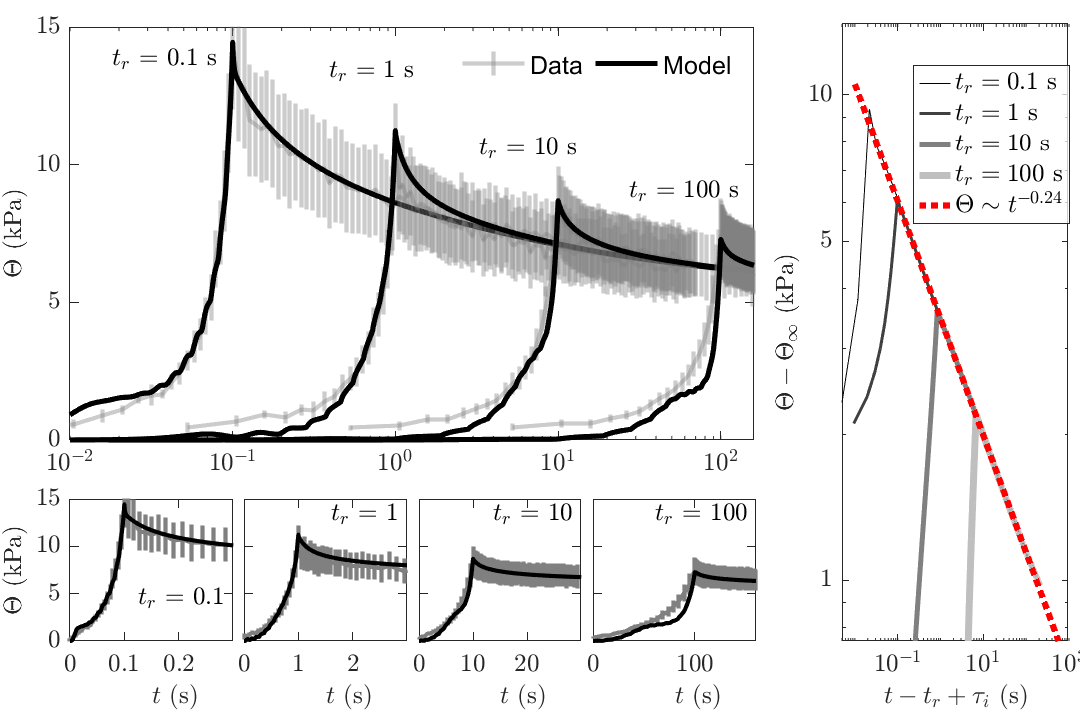 15
10
5
0
Θ (kPa)
t_r = 0.1 s
t_r = 1 s
t_r = 10 s
t_r = 100 s
Data Model
10^{-2} 10^{-1} 10^0 10^1 10^2
15
10
5
0
Θ (kPa)
t_r = 0.1
0 0.1 0.2
t (s)
t_r = 1
0 1 2
t (s)
t_r = 10
0 10 20
t (s)
t_r = 100
0 100
t (s)
10
5
1
Θ − Θ_∞ (kPa)
t_r = 0.1 s
t_r = 1 s
t_r = 10 s
t_r = 100 s
Θ ∼ t^{−0.24}
10^{-1} 10^1 10^3
t − t_r + τ_i (s)